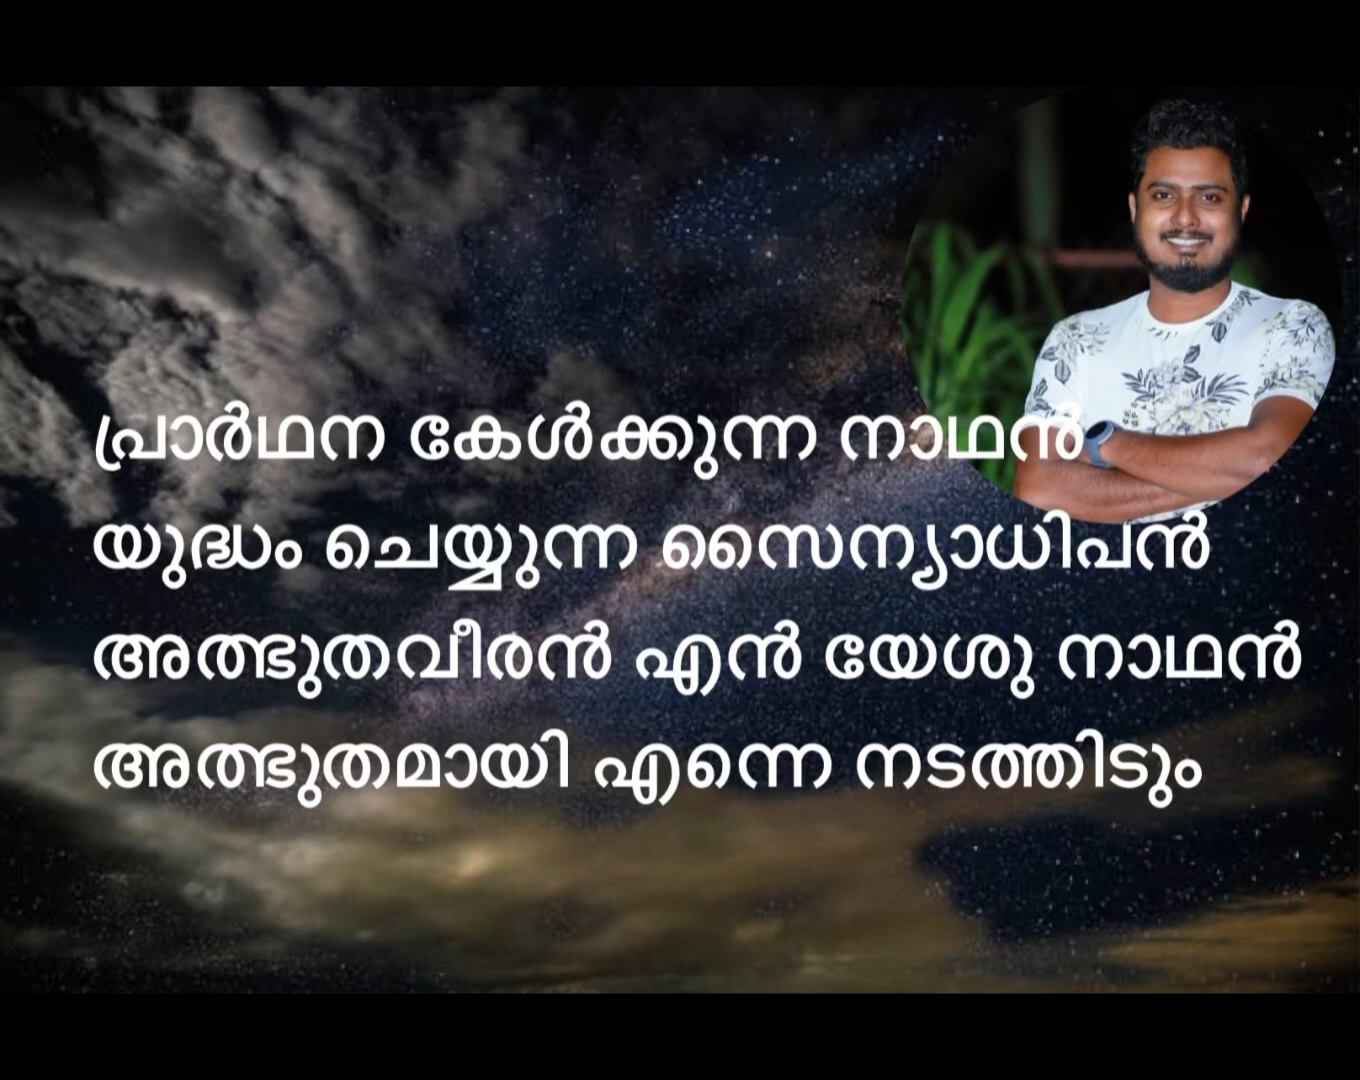 പ്രാർഥന കേൾക്കുന്ന നാഥൻ
യുദ്ധം ചെയ്യുന്ന സൈന്യാധിപൻ
അത്ഭുതവീരൻ എൻ യേശു നാഥൻ
അത്ഭുതമായി എന്നെ നടത്തിടും